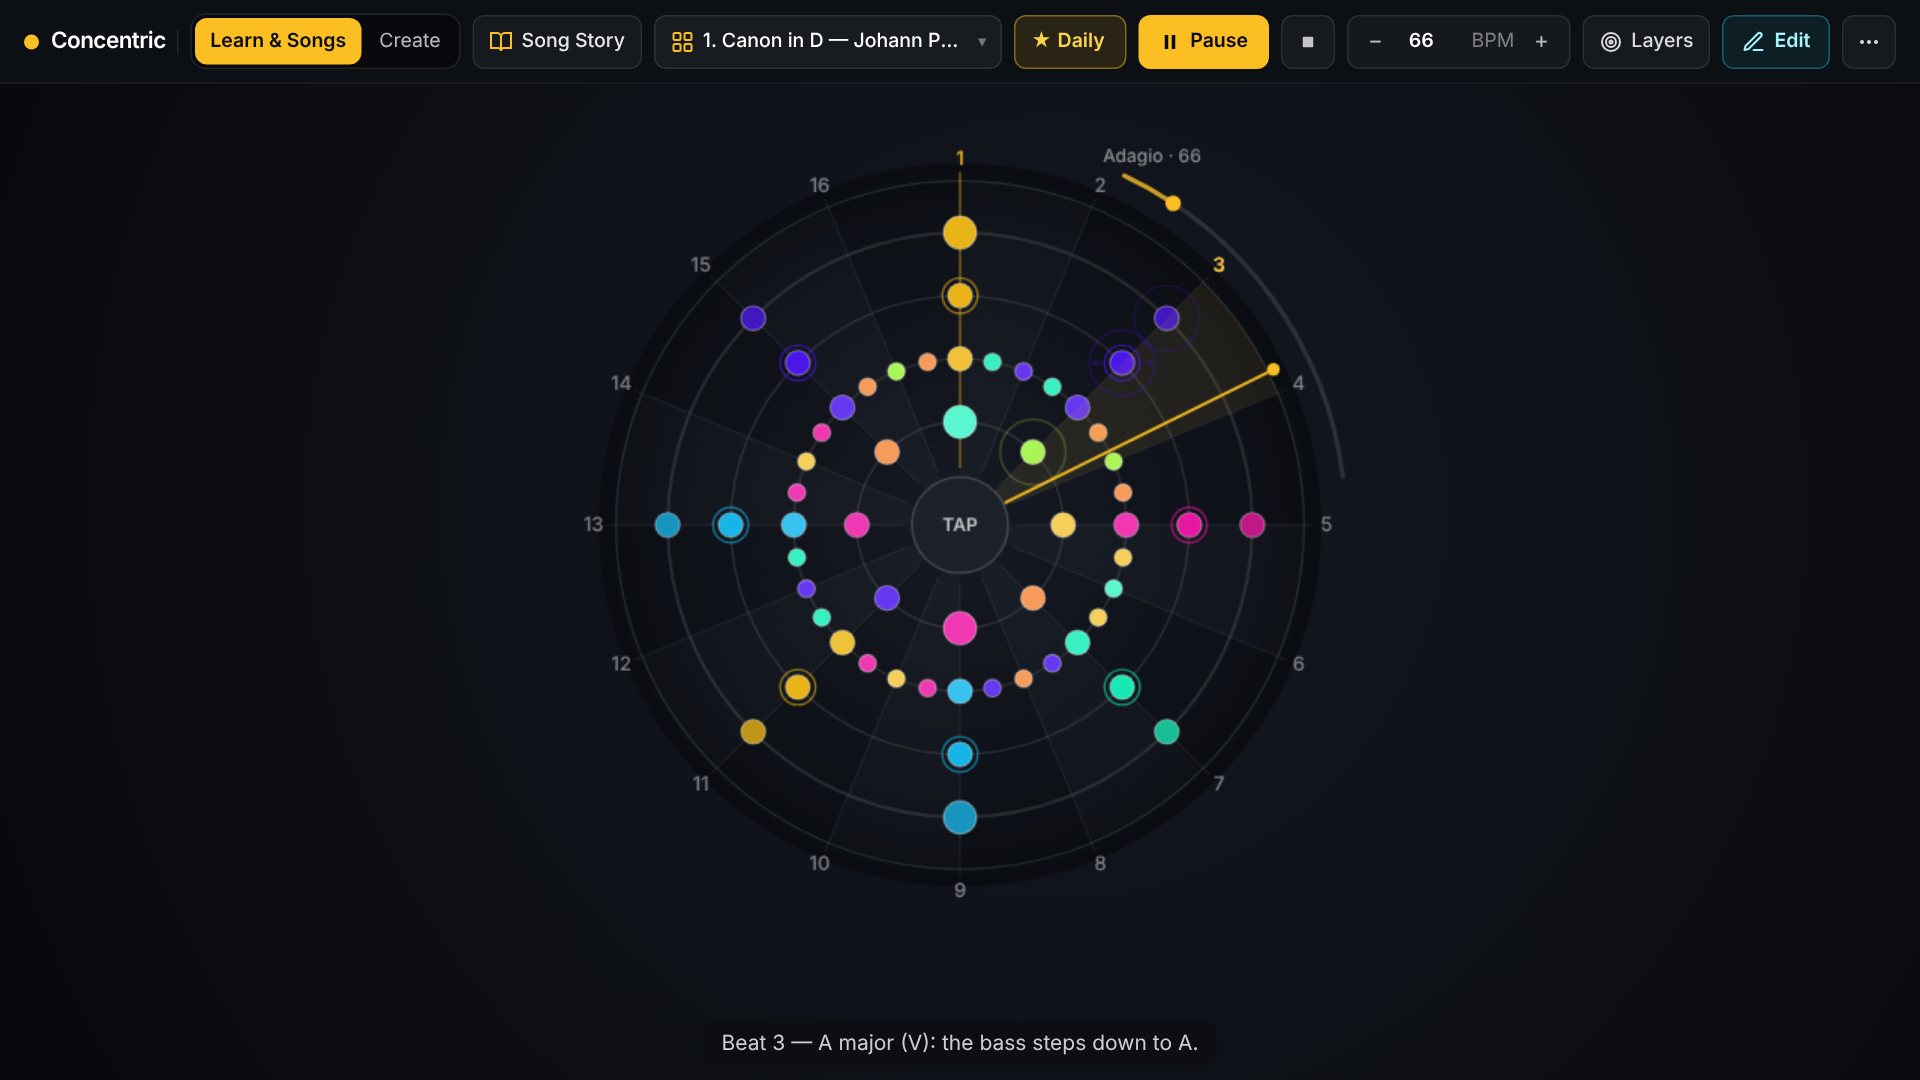 Concentric
Learn & Songs
Create
Song Story
1. Canon in D — Johann P...
★ Daily
Pause
− 66 BPM +
Layers
Edit
Adagio · 66
1
2
3
4
5
6
7
8
9
10
11
12
13
14
15
16
TAP
Beat 3 — A major (V): the bass steps down to A.